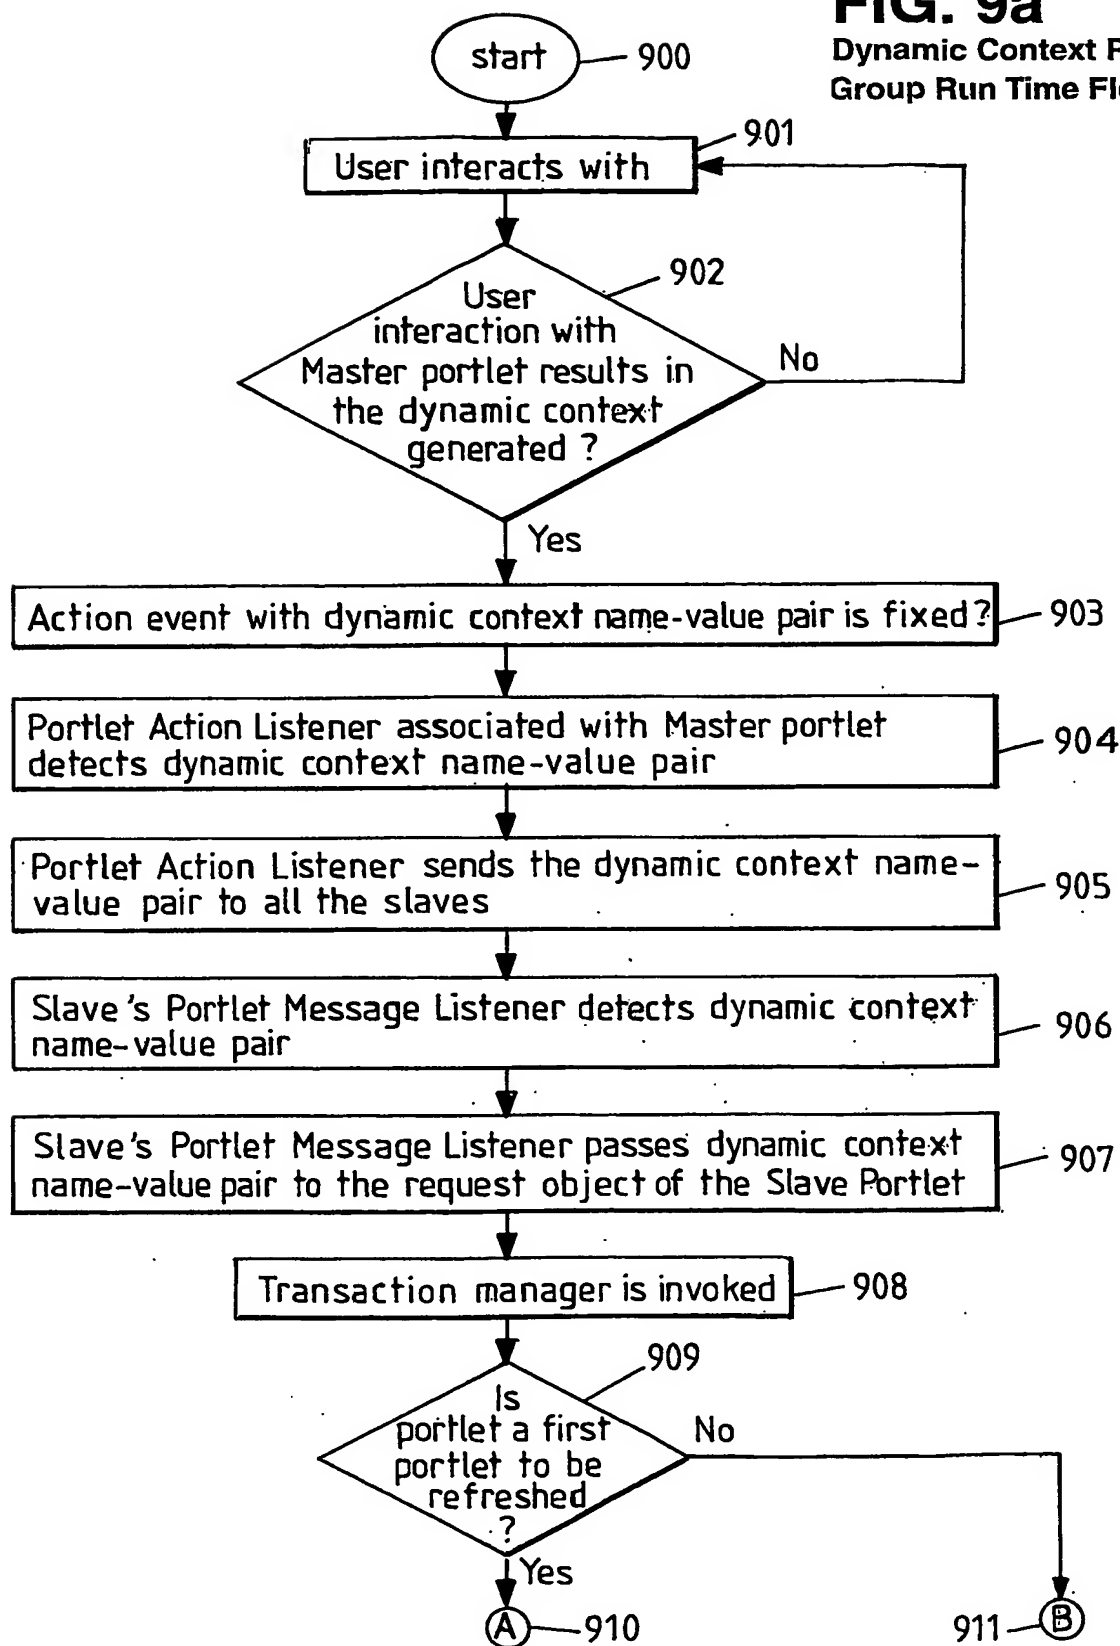 FIG. 9a
Dynamic Context
Group Run Time
start
900
901
User interacts with
902
User
interaction with
Master portlet results in
the dynamic context
generated ?
No
Yes
Action event with dynamic context name-value pair is fixed?
903
Portlet Action Listener associated with Master portlet
detects dynamic context name-value pair
904
Portlet Action Listener sends the dynamic context name-
value pair to all the slaves
905
Slave's Portlet Message Listener detects dynamic context
name-value pair
906
Slave's Portlet Message Listener passes dynamic context
name-value pair to the request object of the Slave Portlet
907
Transaction manager is invoked
908
909
Is
portlet a first
portlet to be
refreshed
?
No
Yes
A
910
911
B